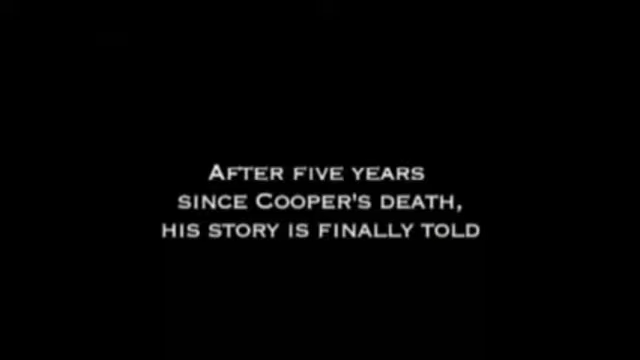 After five years
since Cooper's death,
his story is finally told